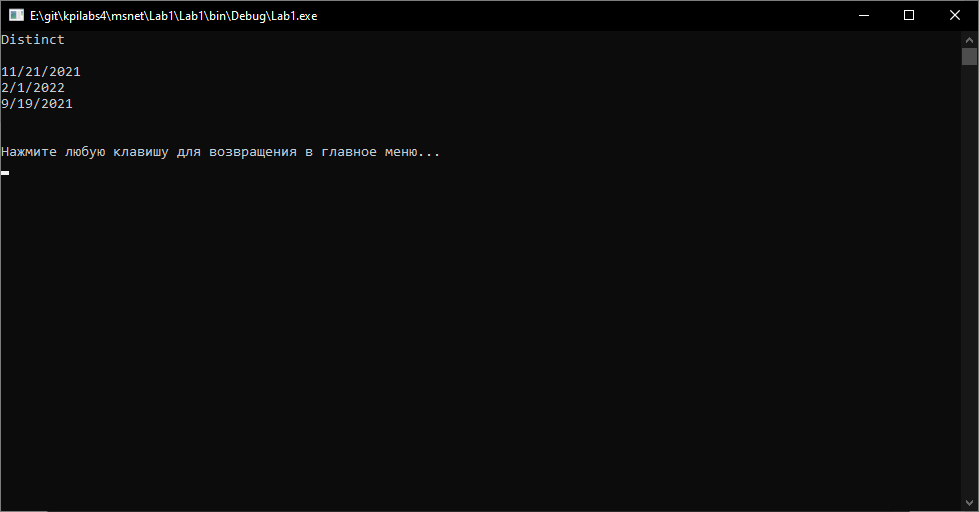 E:\git\kpilabs4\msnet\Lab1\Lab1\bin\Debug\Lab1.exe
Distinct
11/21/2021
2/1/2022
9/19/2021
Нажмите любую клавишу для возвращения в главное меню...